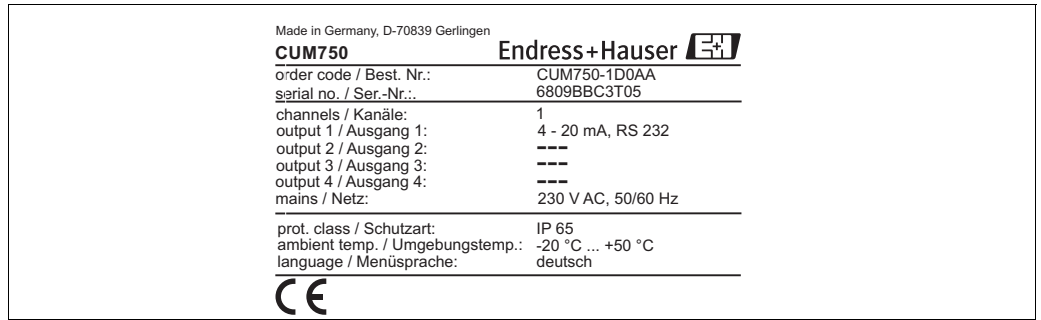 Made in Germany, D-70839 Gerlingen
CUM750 Endress+Hauser
order code / Best. Nr.: CUM750-1D0AA
serial no. / Ser.-Nr.:. 6809BBC3T05
channels / Kanäle: 1
output 1 / Ausgang 1: 4 - 20 mA, RS 232
output 2 / Ausgang 2: ---
output 3 / Ausgang 3: ---
output 4 / Ausgang 4: ---
mains / Netz: 230 V AC, 50/60 Hz
prot. class / Schutzart: IP 65
ambient temp. / Umgebungstemp.: -20 °C ... +50 °C
language / Menüsprache: deutsch
CE